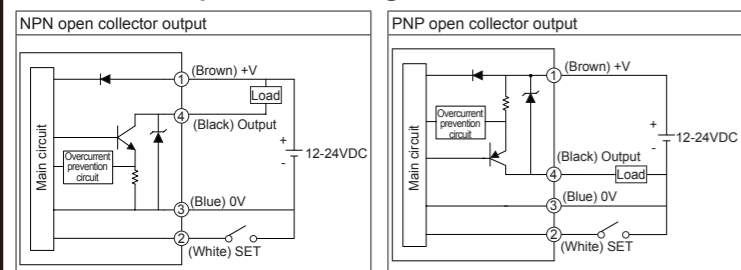 NPN open collector output
Main circuit
Overcurrent
prevention
circuit
1
(Brown) +V
Load
4
(Black) Output
+
-
12-24VDC
3
(Blue) 0V
2
(White) SET
PNP open collector output
Main circuit
Overcurrent
prevention
circuit
1
(Brown) +V
+
-
12-24VDC
(Black) Output
4
Load
(Blue) 0V
3
2
(White) SET